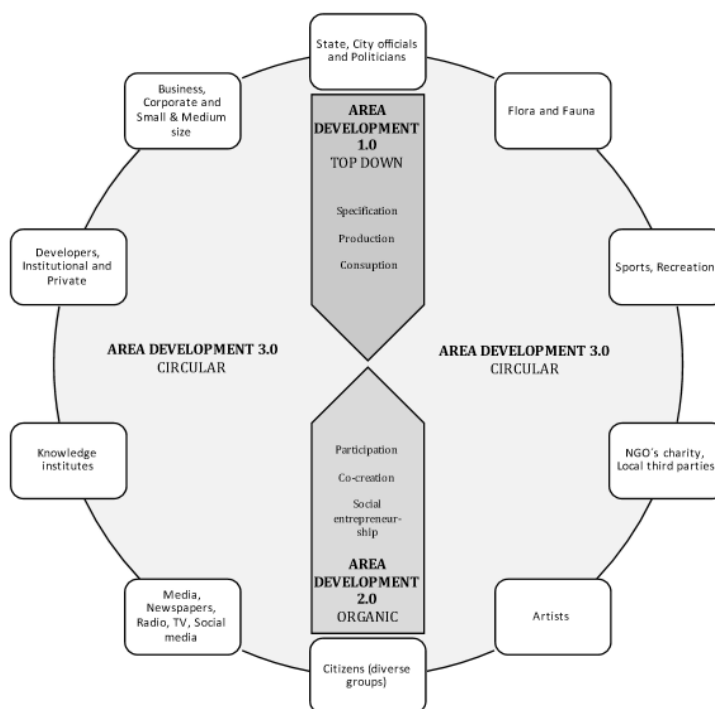 State, City officials
and Politicians
Business,
Corporate and
Small & Medium
size
Flora and Fauna
AREA
DEVELOPMENT
1.0
TOP DOWN
Specification
Production
Consuption
Developers,
Institutional and
Private
Sports, Recreation
AREA DEVELOPMENT 3.0
CIRCULAR
AREA DEVELOPMENT 3.0
CIRCULAR
Knowledge
institutes
Participation
Co-creation
Social
entrepreneur-
ship
NGO´s charity,
Local third parties
AREA
DEVELOPMENT
2.0
ORGANIC
Media,
Newspapers,
Radio, TV, Social
media
Artists
Citizens (diverse
groups)